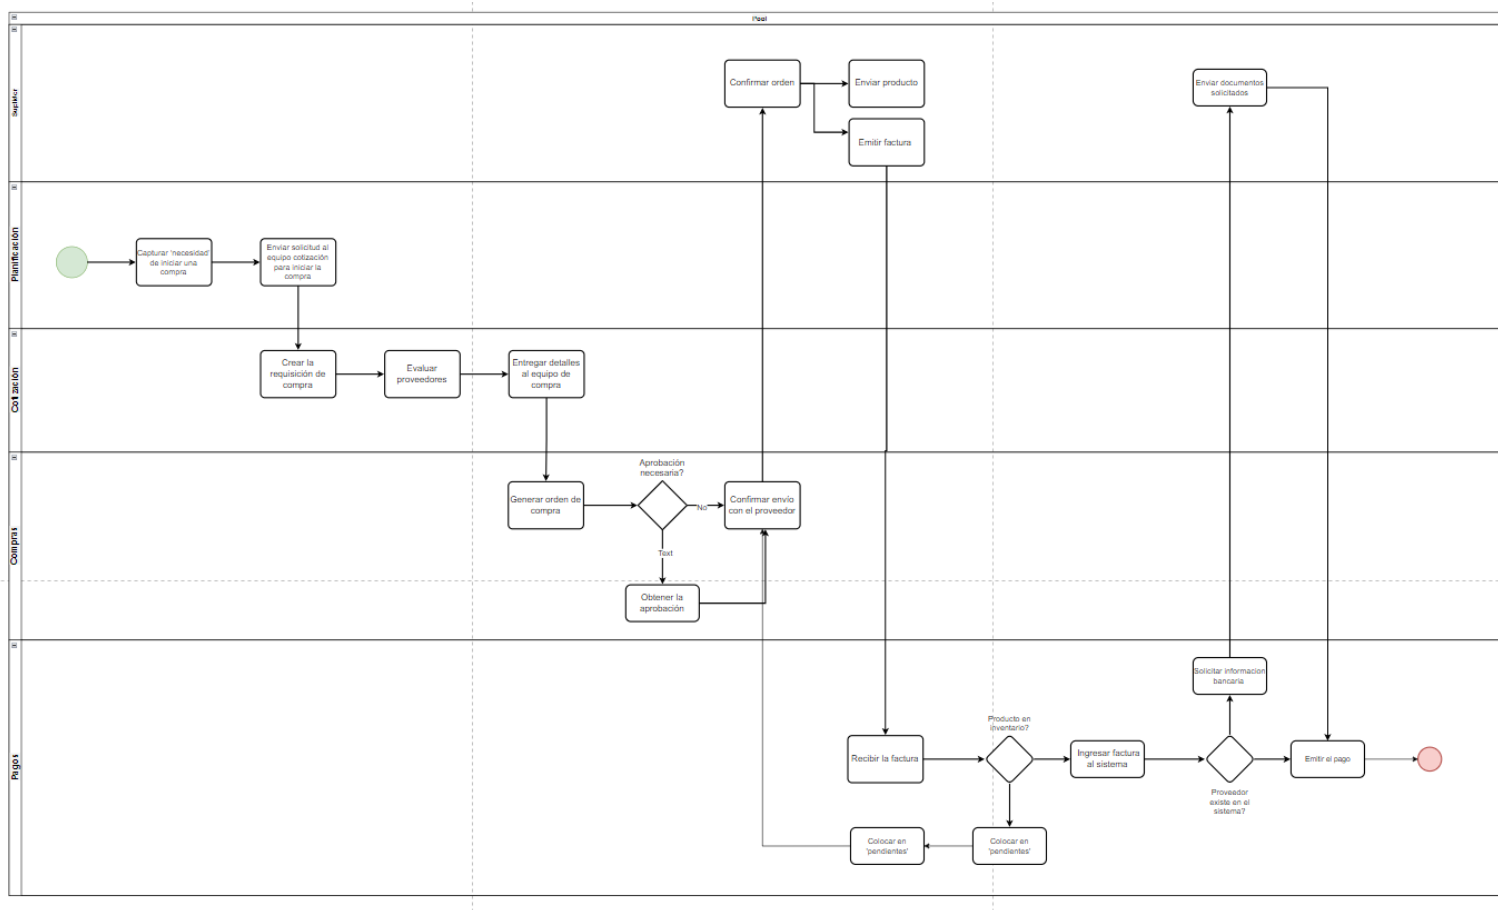 Pool
Suplidor
Confirmar orden
Enviar producto
Emitir factura
Enviar documentos
solicitados
Planificación
Capturar 'necesidad'
de iniciar una
compra
Enviar solicitud al
equipo cotización
para iniciar la
compra
Cotización
Crear la
requisición de
compra
Evaluar
proveedores
Entregar detalles
al equipo de
compra
Compras
Generar orden de
compra
Aprobación
necesaria?
No
Text
Confirmar envío
con el proveedor
Obtener la
aprobación
Pagos
Recibir la factura
Producto en
inventario?
Ingresar factura
al sistema
Solicitar informacion
bancaria
Proveedor
existe en el
sistema?
Emitir el pago
Colocar en
'pendientes'
Colocar en
'pendientes'